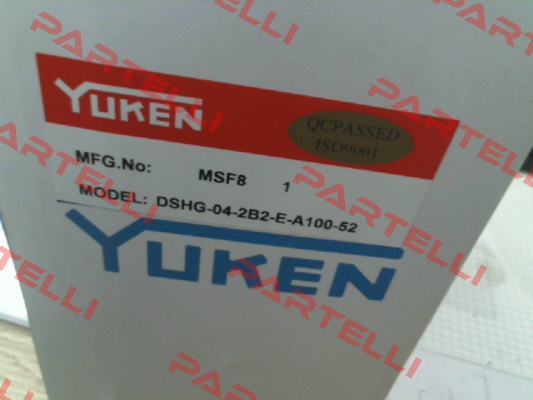 YUKEN
QCPASSED
ISO9001
MFG.No: MSF8 1
MODEL: DSHG-04-2B2-E-A100-52
YUKEN
PARTELLI
PARTELLI
PARTELLI
PARTELLI
PARTELLI
PARTELLI
PARTELLI